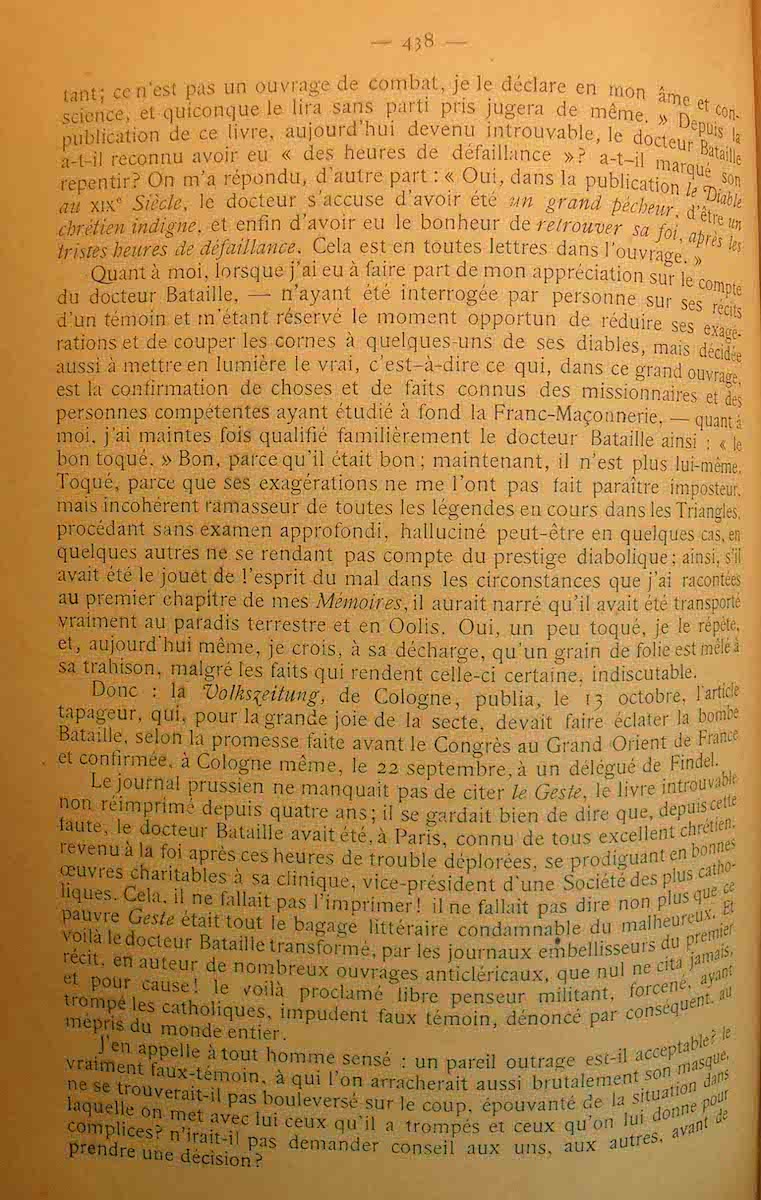 — 438 —
tant; ce n'est pas un ouvrage de combat, je le déclare en mon âme et con-
science, et quiconque le lira sans parti pris jugera de même. » Depuis la
publication de ce livre, aujourd'hui devenu introuvable, le docteur Bataille
a-t-il reconnu avoir eu « des heures de défaillance »? a-t-il marqué son
repentir? On m'a répondu, d'autre part : « Oui, dans la publication le Diable
au XIXe Siècle, le docteur s'accuse d'avoir été un grand pécheur, d'être un
chrétien indigne, et enfin d'avoir eu le bonheur de retrouver sa foi, après les
tristes heures de défaillance. Cela est en toutes lettres dans l'ouvrage. »
Quant à moi, lorsque j'ai eu à faire part de mon appréciation sur le compte
du docteur Bataille, — n'ayant été interrogée par personne sur ses récits
d'un témoin et m'étant réservé le moment opportun de réduire ses exagé-
rations et de couper les cornes à quelques-uns de ses diables, mais décidée
aussi à mettre en lumière le vrai, c'est-à-dire ce qui, dans ce grand ouvrage,
est la confirmation de choses et de faits connus des missionnaires et des
personnes compétentes ayant étudié à fond la Franc-Maçonnerie, — quant à
moi, j'ai maintes fois qualifié familièrement le docteur Bataille ainsi : « le
bon toqué. » Bon, parce qu'il était bon; maintenant, il n'est plus lui-même.
Toqué, parce que ses exagérations ne me l'ont pas fait paraître imposteur,
mais incohérent ramasseur de toutes les légendes en cours dans les Triangles,
procédant sans examen approfondi, halluciné peut-être en quelques cas, en
quelques autres ne se rendant pas compte du prestige diabolique; ainsi, s'il
avait été le jouet de l'esprit du mal dans les circonstances que j'ai racontées
au premier chapitre de mes Mémoires, il aurait narré qu'il avait été transporté
vraiment au paradis terrestre et en Oolis. Oui, un peu toqué, je le répète,
et, aujourd'hui même, je crois, à sa décharge, qu'un grain de folie est mêlé à
sa trahison, malgré les faits qui rendent celle-ci certaine, indiscutable.
Donc : la Volkszeitung, de Cologne, publia, le 13 octobre, l'article
tapageur, qui, pour la grande joie de la secte, devait faire éclater la bombe
Bataille, selon la promesse faite avant le Congrès au Grand Orient de France
et confirmée, à Cologne même, le 22 septembre, à un délégué de Findel.
Le journal prussien ne manquait pas de citer le Geste, le livre introuvable
non réimprimé depuis quatre ans; il se gardait bien de dire que, depuis cette
faute, le docteur Bataille avait été, à Paris, connu de tous excellent chrétien,
revenu à la foi après ces heures de trouble déplorées, se prodiguant en bonnes
œuvres charitables à sa clinique, vice-président d'une Société des plus catho-
liques. Cela, il ne fallait pas l'imprimer! il ne fallait pas dire non plus que ce
pauvre Geste était tout le bagage littéraire condamnable du malheureux. Et
voilà le docteur Bataille transformé, par les journaux embellisseurs du premier
récit, en auteur de nombreux ouvrages anticléricaux, que nul ne cita jamais,
et pour cause! le voilà proclamé libre penseur militant, forcené, ayant
trompé les catholiques, impudent faux témoin, dénoncé par conséquent, au
mépris du monde entier.
J'en appelle à tout homme sensé : un pareil outrage est-il acceptable? le
vraiment faux-témoin, à qui l'on arracherait aussi brutalement son masque,
ne se trouverait-il pas bouleversé sur le coup, épouvanté de la situation dans
laquelle on met avec lui ceux qu'il a trompés et ceux qu'on lui donne pour
complices? n'irait-il pas demander conseil aux uns, aux autres, avant de
prendre une décision?